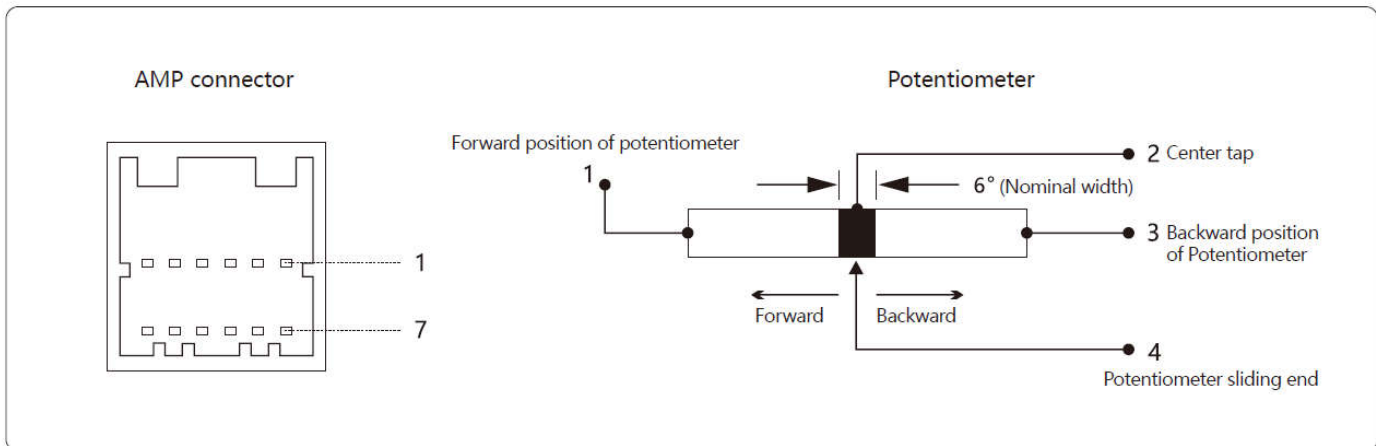 AMP connector
1
7
Potentiometer
Forward position of potentiometer
1
2 Center tap
6° (Nominal width)
3 Backward position
of Potentiometer
Forward
Backward
4
Potentiometer sliding end